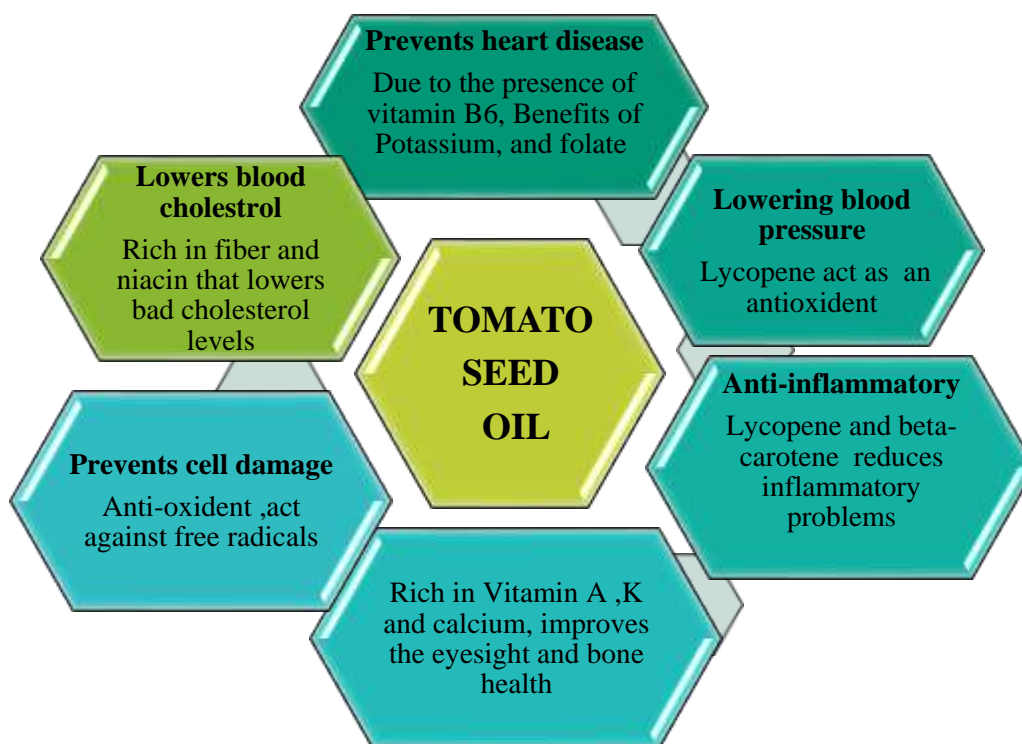 Prevents heart disease
Due to the presence of
vitamin B6, Benefits of
Potassium, and folate
Lowering blood
pressure
Lycopene act as an
antioxident
Anti-inflammatory
Lycopene and beta-
carotene reduces
inflammatory
problems
Rich in Vitamin A ,K
and calcium, improves
the eyesight and bone
health
Prevents cell damage
Anti-oxident ,act
against free radicals
Lowers blood
cholestrol
Rich in fiber and
niacin that lowers
bad cholesterol
levels
TOMATO
SEED
OIL